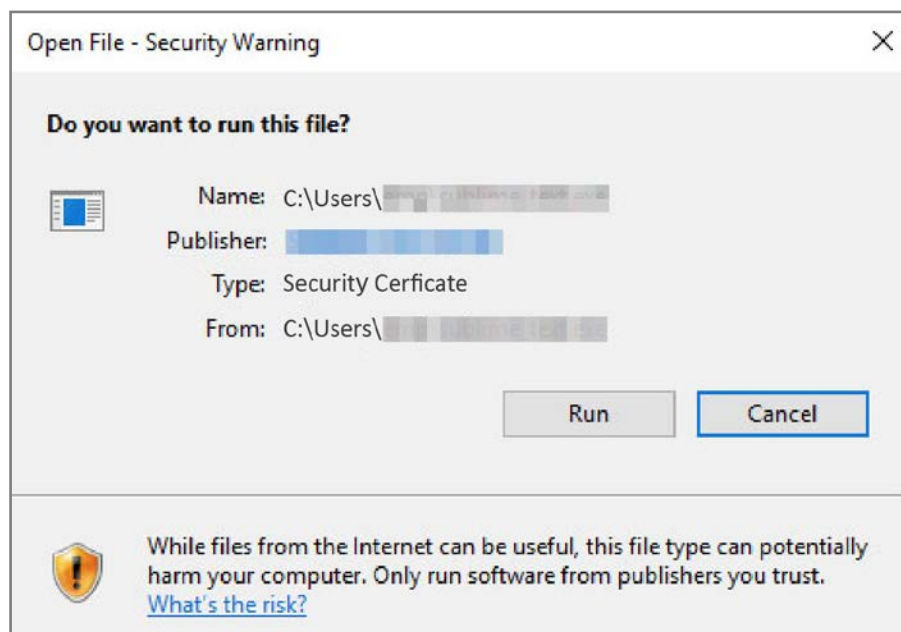 Open File - Security Warning
Do you want to run this file?
Name: C:\Users\
Publisher:
Type: Security Cerficate
From: C:\Users\
Run Cancel
While files from the Internet can be useful, this file type can potentially
harm your computer. Only run software from publishers you trust.
What's the risk?